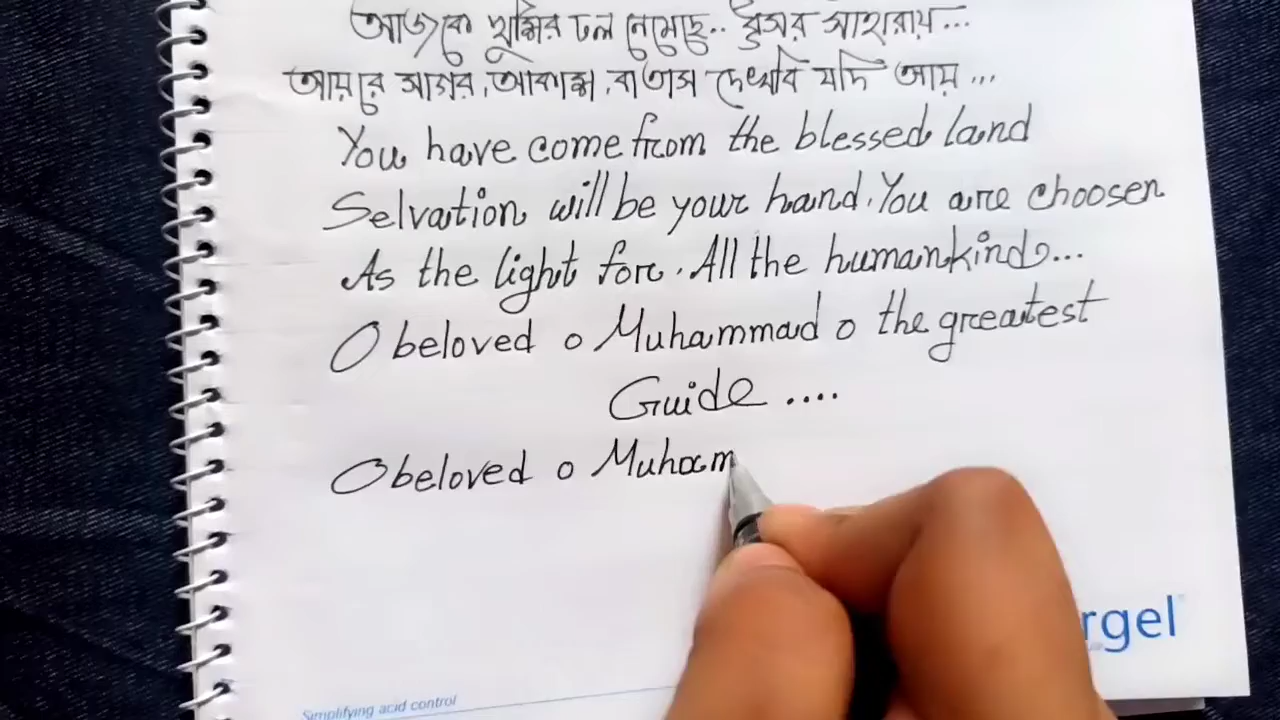 আজকে খুশির ঢল নেমেছে.. ধুসর সাহারায়...
আয়রে সাগর, আকাশ, বাতাস দেখবি যদি আয়...
You have come from the blessed land
Selvation will be your hand. You are choosen
As the light for. All the humankind...
O beloved o Muhammad o the greatest
Guide ....
O beloved o Muham
rgel
Simplifying acid control